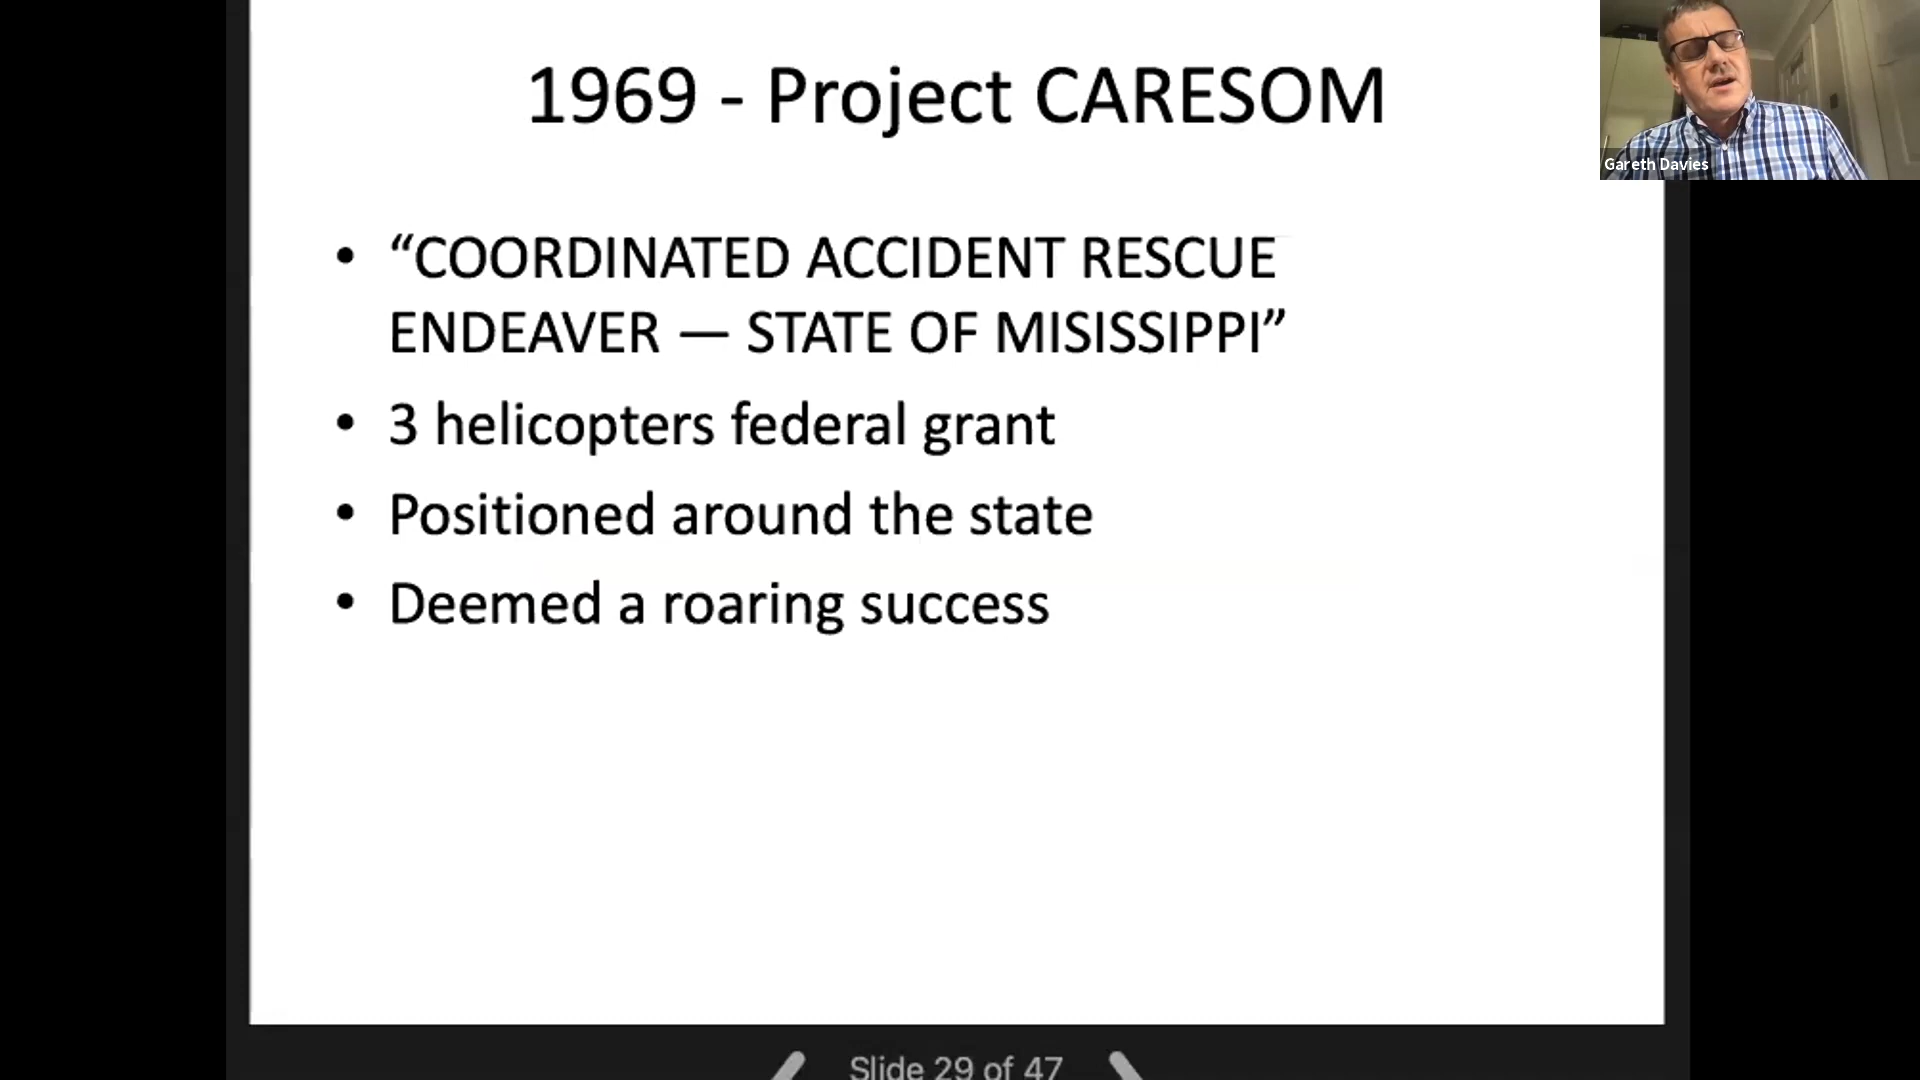 1969 - Project CARESOM
Gareth Davies
• “COORDINATED ACCIDENT RESCUE
ENDEAVER — STATE OF MISISSIPPI”
• 3 helicopters federal grant
• Positioned around the state
• Deemed a roaring success
Slide 29 of 47